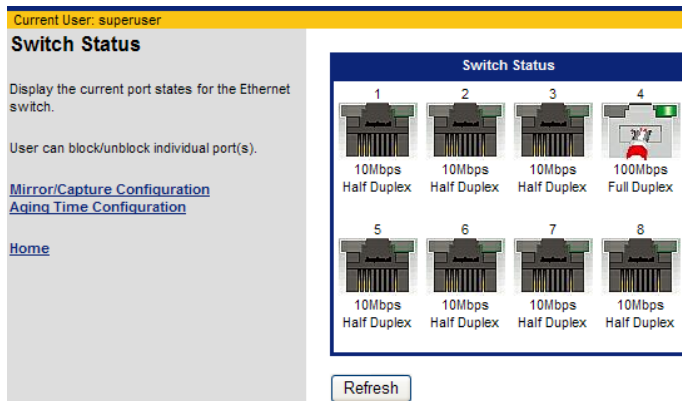 Current User: superuser
Switch Status
Display the current port states for the Ethernet
switch.
User can block/unblock individual port(s).
Mirror/Capture Configuration
Aging Time Configuration
Home
Switch Status
1 2 3 4
10Mbps 10Mbps 10Mbps 100Mbps
Half Duplex Half Duplex Half Duplex Full Duplex
5 6 7 8
10Mbps 10Mbps 10Mbps 10Mbps
Half Duplex Half Duplex Half Duplex Half Duplex
Refresh